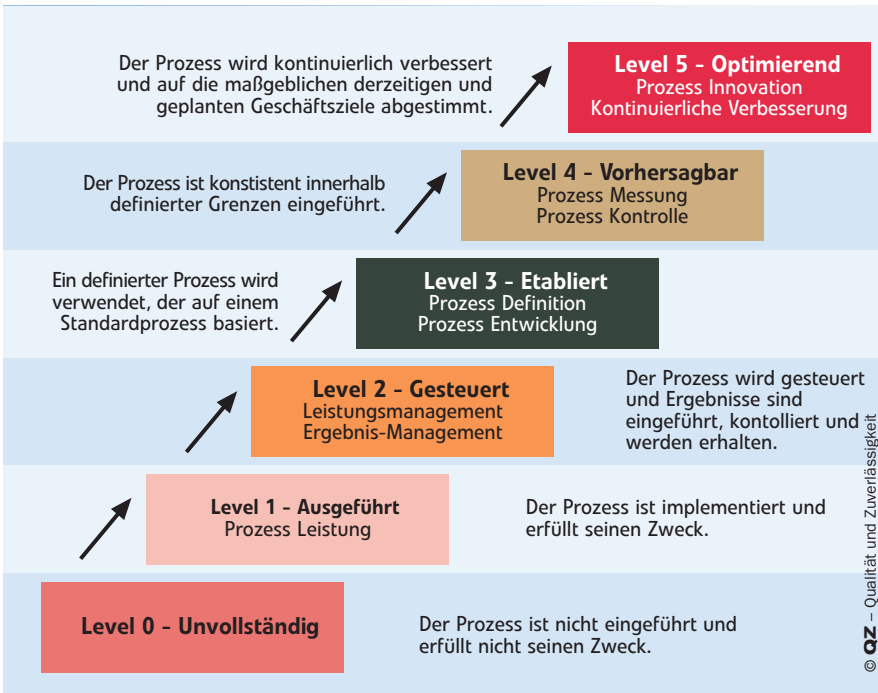 Der Prozess wird kontinuierlich verbessert
und auf die maßgeblichen derzeitigen und
geplanten Geschäftsziele abgestimmt.
Level 5 - Optimierend
Prozess Innovation
Kontinuierliche Verbesserung
Der Prozess ist konstistent innerhalb
definierter Grenzen eingeführt.
Level 4 - Vorhersagbar
Prozess Messung
Prozess Kontrolle
Ein definierter Prozess wird
verwendet, der auf einem
Standardprozess basiert.
Level 3 - Etabliert
Prozess Definition
Prozess Entwicklung
Level 2 - Gesteuert
Leistungsmanagement
Ergebnis-Management
Der Prozess wird gesteuert
und Ergebnisse sind
eingeführt, kontolliert und
werden erhalten.
Level 1 - Ausgeführt
Prozess Leistung
Der Prozess ist implementiert und
erfüllt seinen Zweck.
Level 0 - Unvollständig
Der Prozess ist nicht eingeführt und
erfüllt nicht seinen Zweck.
© QZ – Qualität und Zuverlässigkeit